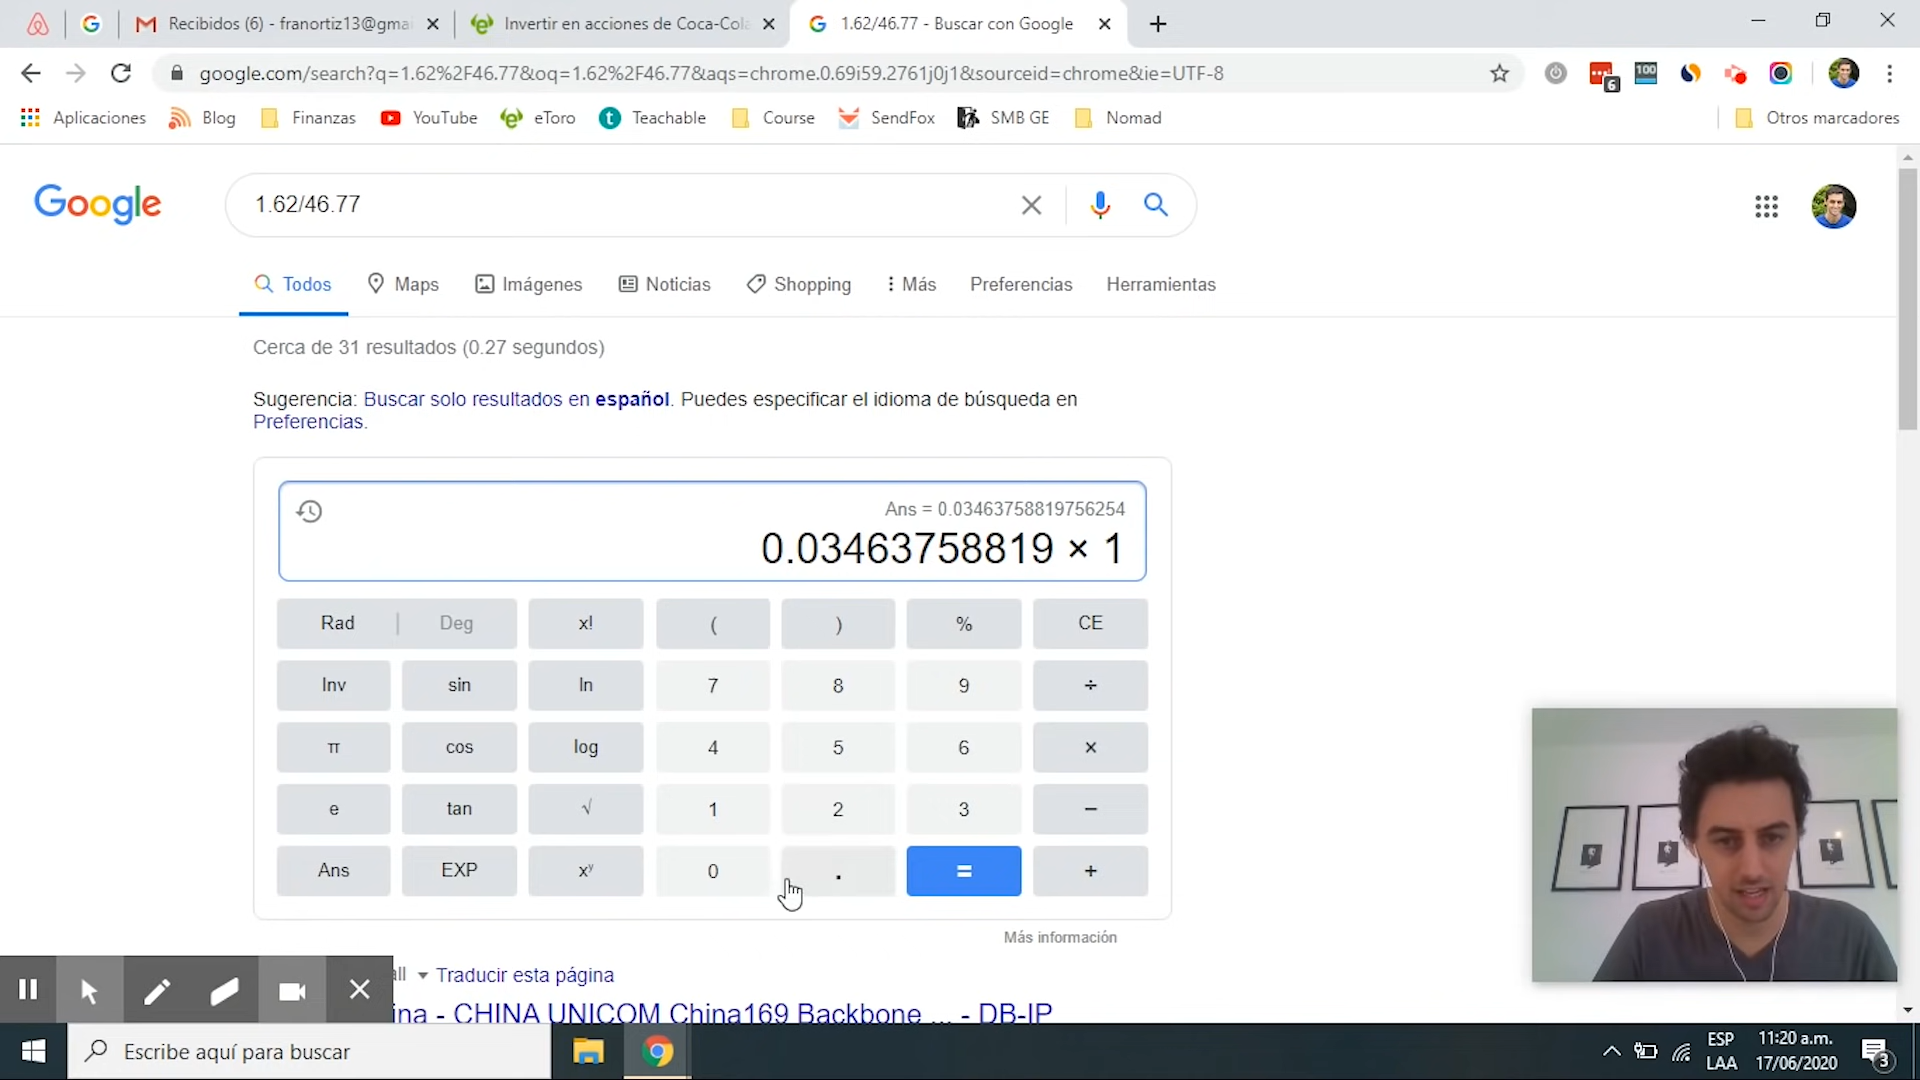 Recibidos (6) - franortiz13@gmai
Invertir en acciones de Coca-Cola
1.62/46.77 - Buscar con Google
google.com/search?q=1.62%2F46.77&oq=1.62%2F46.77&aqs=chrome.0.69i59.2761j0j1&sourceid=chrome&ie=UTF-8
6
100
Aplicaciones
Blog
Finanzas
YouTube
eToro
Teachable
Course
SendFox
SMB GE
Nomad
Otros marcadores
Google
1.62/46.77
Todos
Maps
Imágenes
Noticias
Shopping
Más
Preferencias
Herramientas
Cerca de 31 resultados (0.27 segundos)
Sugerencia: Buscar solo resultados en español. Puedes especificar el idioma de búsqueda en
Preferencias.
Ans = 0.03463758819756254
0.03463758819 × 1
Rad | Deg x! ( ) % CE
Inv sin ln 7 8 9 ÷
π cos log 4 5 6 ×
e tan √ 1 2 3 −
Ans EXP xʸ 0 . = +
Más información
all Traducir esta página
ina - CHINA UNICOM China169 Backbone ... - DB-IP
Escribe aquí para buscar
ESP
LAA
11:20 a.m.
17/06/2020
3